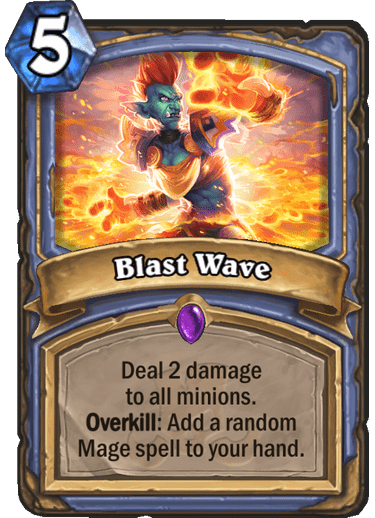 5
Blast Wave
Deal 2 damage
to all minions.
Overkill: Add a random
Mage spell to your hand.